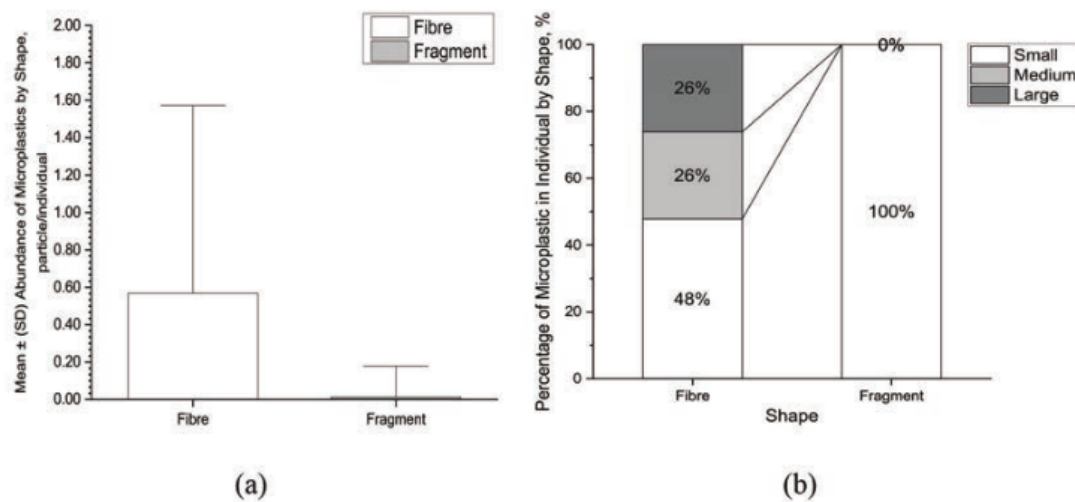 Mean ± (SD) Abundance of Microplastics by Shape,
particle/individual
2.00
1.80
1.60
1.40
1.20
1.00
0.80
0.60
0.40
0.20
0.00
Fibre
Fragment
Fibre
Fragment
(a)
Percentage of Microplastic in Individual by Shape, %
100
80
60
40
20
0
26%
26%
48%
0%
100%
Small
Medium
Large
Fibre
Fragment
Shape
(b)